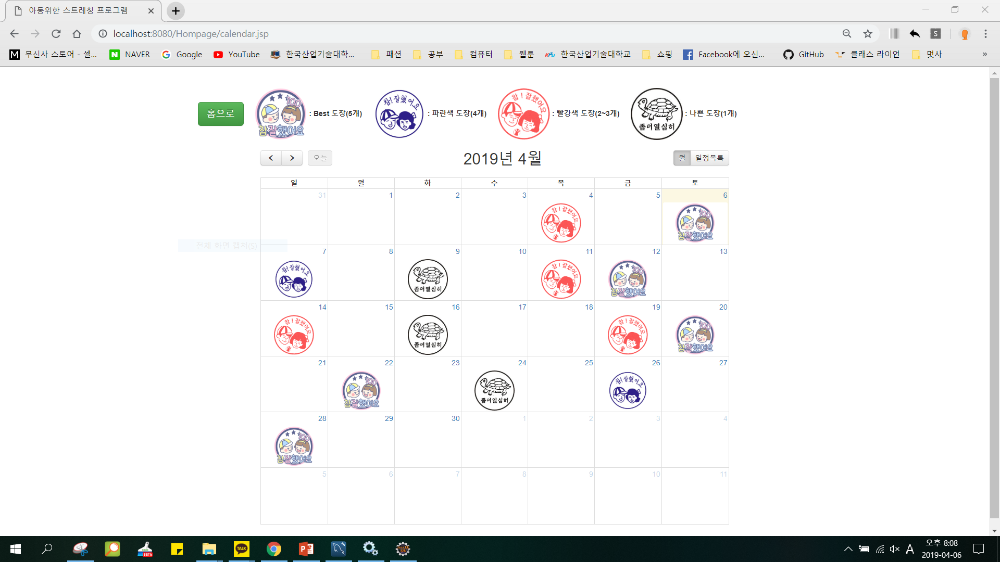 아동위한 스트레칭 프로그램
localhost:8080/Hompage/calendar.jsp
S
M 무신사 스토어 - 셀... N NAVER Google YouTube 한국산업기술대학... 패션 공부 컴퓨터 웹툰 KPU 한국산업기술대학교 쇼핑 Facebook에 오신... GitHub 클래스 라이언 멋사 »
홈으로 100 참잘했어요 : Best 도장(5개) 참!잘했어요 : 파란색 도장(4개) 참!잘했어요 : 빨강색 도장(2~3개) 좀더열심히 : 나쁜 도장(1개)
오늘 2019년 4월 월 일정목록
일 월 화 수 목 금 토
31 1 2 3 4 5 6
참!잘했어요 100 참잘했어요
전체 화면 캡처(S)
7 8 9 10 11 12 13
참!잘했어요 좀더열심히 참!잘했어요 100 참잘했어요
14 15 16 17 18 19 20
참!잘했어요 좀더열심히 참!잘했어요 100 참잘했어요
21 22 23 24 25 26 27
100 참잘했어요 좀더열심히 참!잘했어요
28 29 30 1 2 3 4
100 참잘했어요
5 6 7 8 9 10 11
BETA TALK A 오후 8:08
2019-04-06